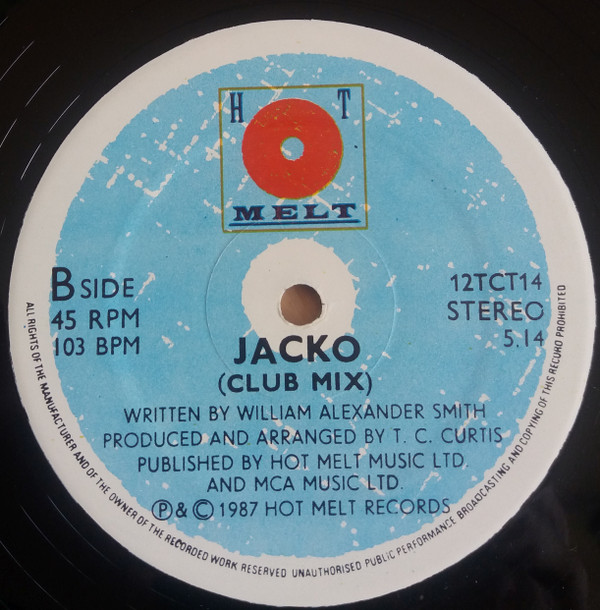 H T
MELT
B SIDE
45 RPM
103 BPM
12TCT14
STEREO
5.14
JACKO
(CLUB MIX)
WRITTEN BY WILLIAM ALEXANDER SMITH
PRODUCED AND ARRANGED BY T. C. CURTIS
PUBLISHED BY HOT MELT MUSIC LTD.
AND MCA MUSIC LTD.
Ⓟ & © 1987 HOT MELT RECORDS
ALL RIGHTS OF THE MANUFACTURER AND OF THE OWNER OF THE RECORDED WORK RESERVED UNAUTHORISED PUBLIC PERFORMANCE BROADCASTING AND COPYING OF THIS RECORD PROHIBITED